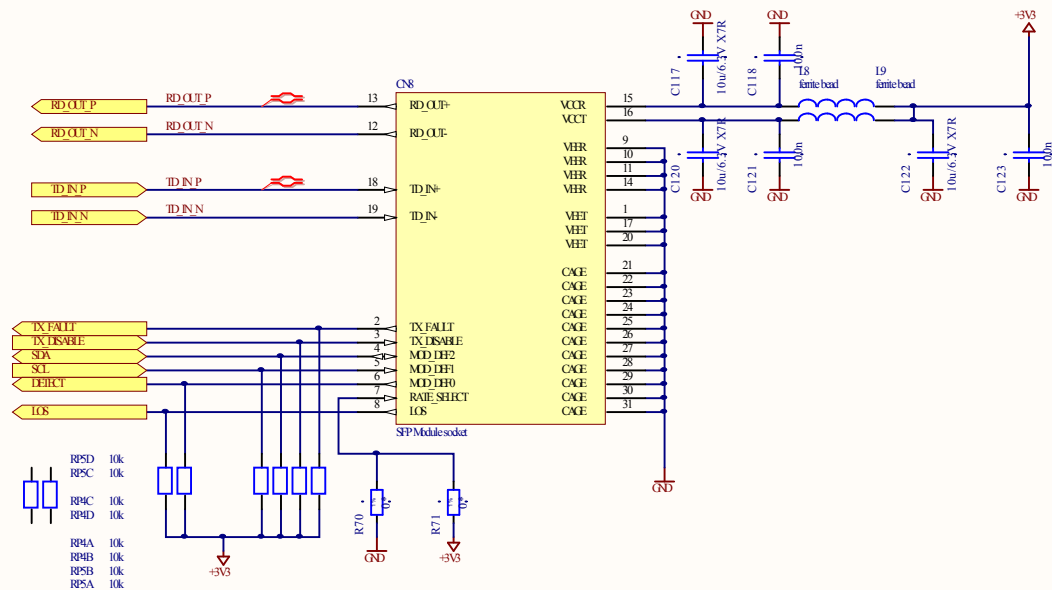 GND
GND
+3V3
C117
10u/6.3V X7R
C118
100n
L8
ferrite bead
L9
ferrite bead
CN8
RD_OUT_P
RD_OUT_P
13
RD_OUT+
VCCR
15
RD_OUT_N
RD_OUT_N
12
RD_OUT-
VCCT
16
VEER
9
VEER
10
VEER
11
VEER
14
C120
10u/6.3V X7R
C121
100n
C122
10u/6.3V X7R
C123
100n
GND
GND
GND
GND
TD_IN_P
TD_IN_P
18
TD_IN+
TD_IN_N
TD_IN_N
19
TD_IN-
VEET
1
VEET
17
VEET
20
CAGE
21
CAGE
22
CAGE
23
CAGE
24
CAGE
25
CAGE
26
CAGE
27
CAGE
28
CAGE
29
CAGE
30
CAGE
31
TX_FAULT
2
TX_FAULT
TX_DISABLE
3
TX_DISABLE
SDA
4
MOD_DEF2
SCL
5
MOD_DEF1
DETECT
6
MOD_DEF0
7
RATE_SELECT
LOS
8
LOS
SFP Module socket
GND
RP5D 10k
RP5C 10k
RP4C 10k
RP4D 10k
RP4A 10k
RP4B 10k
RP5B 10k
RP5A 10k
+3V3
R70
GND
R71
+3V3